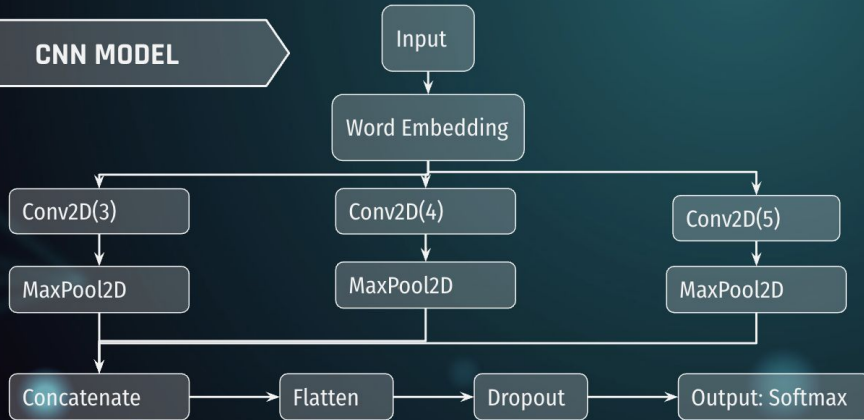 CNN MODEL
Input
Word Embedding
Conv2D(3)
Conv2D(4)
Conv2D(5)
MaxPool2D
MaxPool2D
MaxPool2D
Concatenate
Flatten
Dropout
Output: Softmax